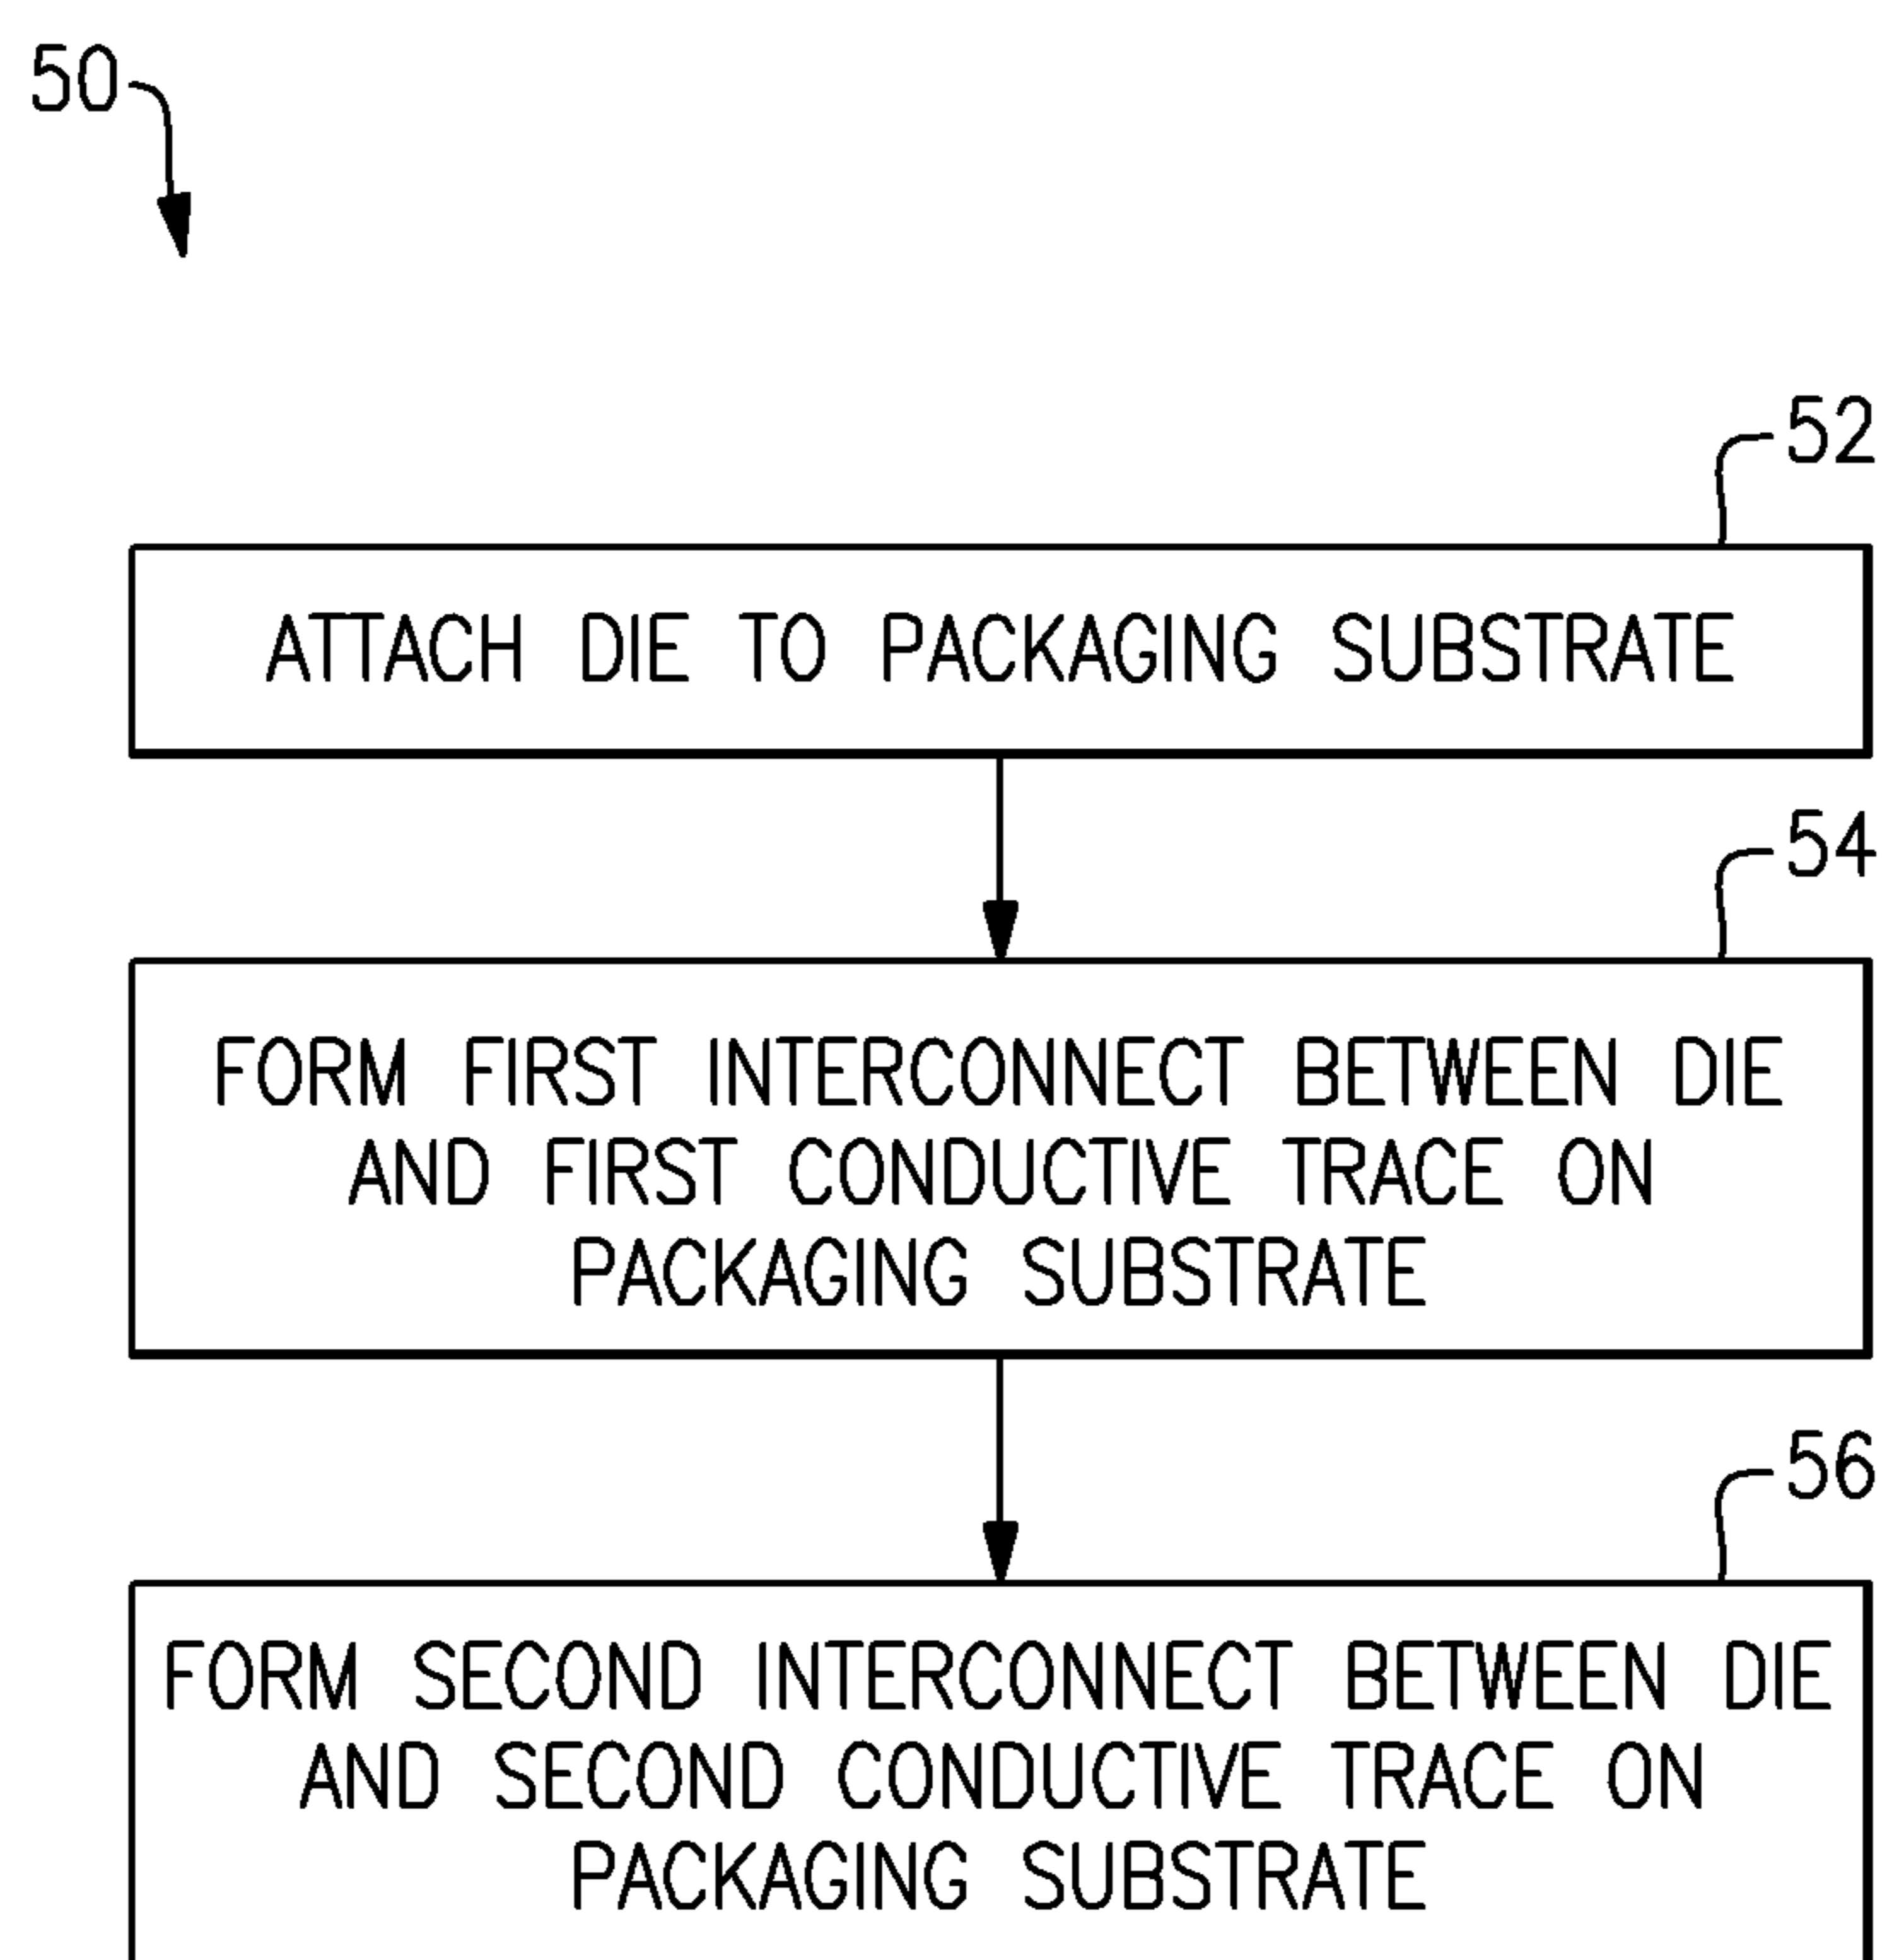 50
52
ATTACH DIE TO PACKAGING SUBSTRATE
54
FORM FIRST INTERCONNECT BETWEEN DIE
AND FIRST CONDUCTIVE TRACE ON
PACKAGING SUBSTRATE
56
FORM SECOND INTERCONNECT BETWEEN DIE
AND SECOND CONDUCTIVE TRACE ON
PACKAGING SUBSTRATE